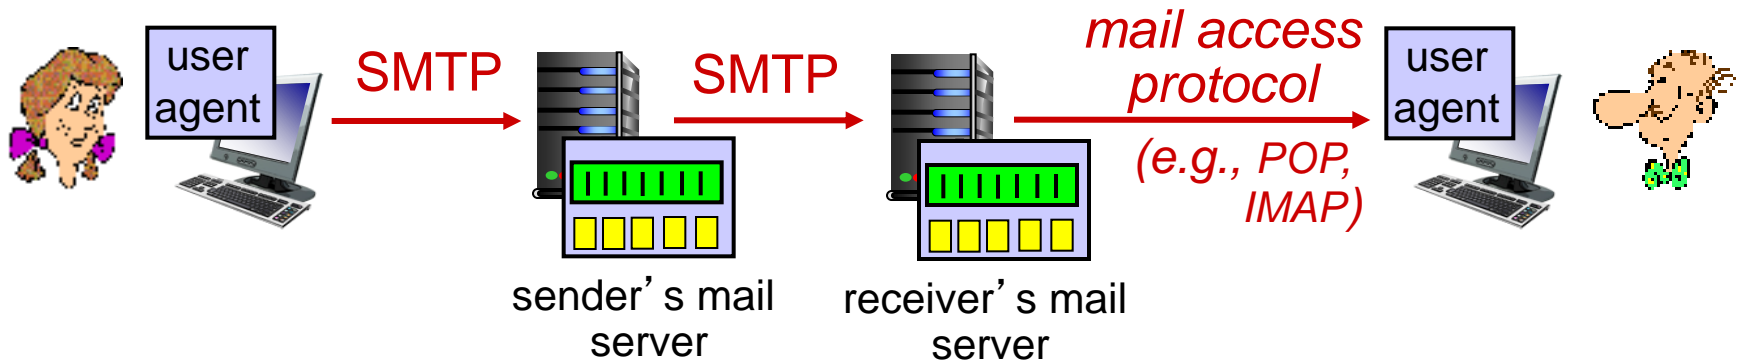 user
agent
SMTP
SMTP
mail access
protocol
(e.g., POP,
IMAP)
user
agent
sender’s mail
server
receiver’s mail
server